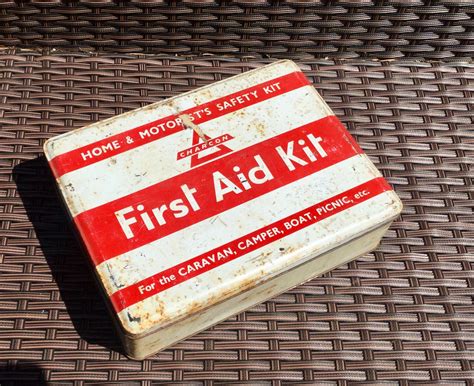 HOME & MOTORIST'S SAFETY KIT
CHARCON
First Aid Kit
For the CARAVAN, CAMPER, BOAT, PICNIC, etc.